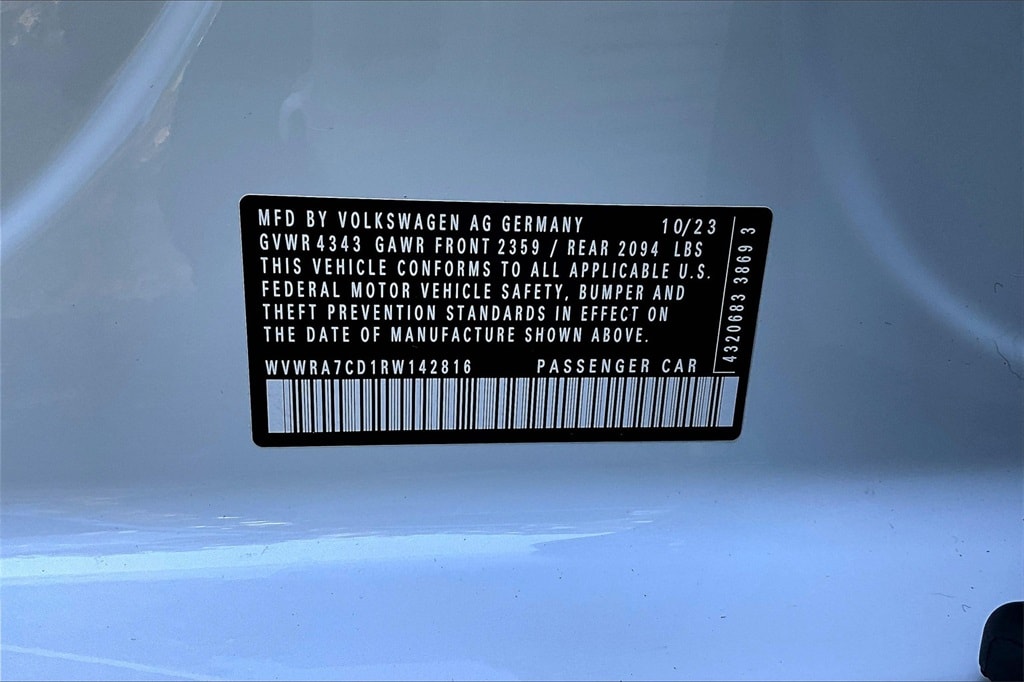 MFD BY VOLKSWAGEN AG GERMANY 10/23
GVWR 4343 GAWR FRONT 2359 / REAR 2094 LBS
THIS VEHICLE CONFORMS TO ALL APPLICABLE U.S.
FEDERAL MOTOR VEHICLE SAFETY, BUMPER AND
THEFT PREVENTION STANDARDS IN EFFECT ON
THE DATE OF MANUFACTURE SHOWN ABOVE.
WVWRA7CD1RW142816 PASSENGER CAR
4320683 3869 3